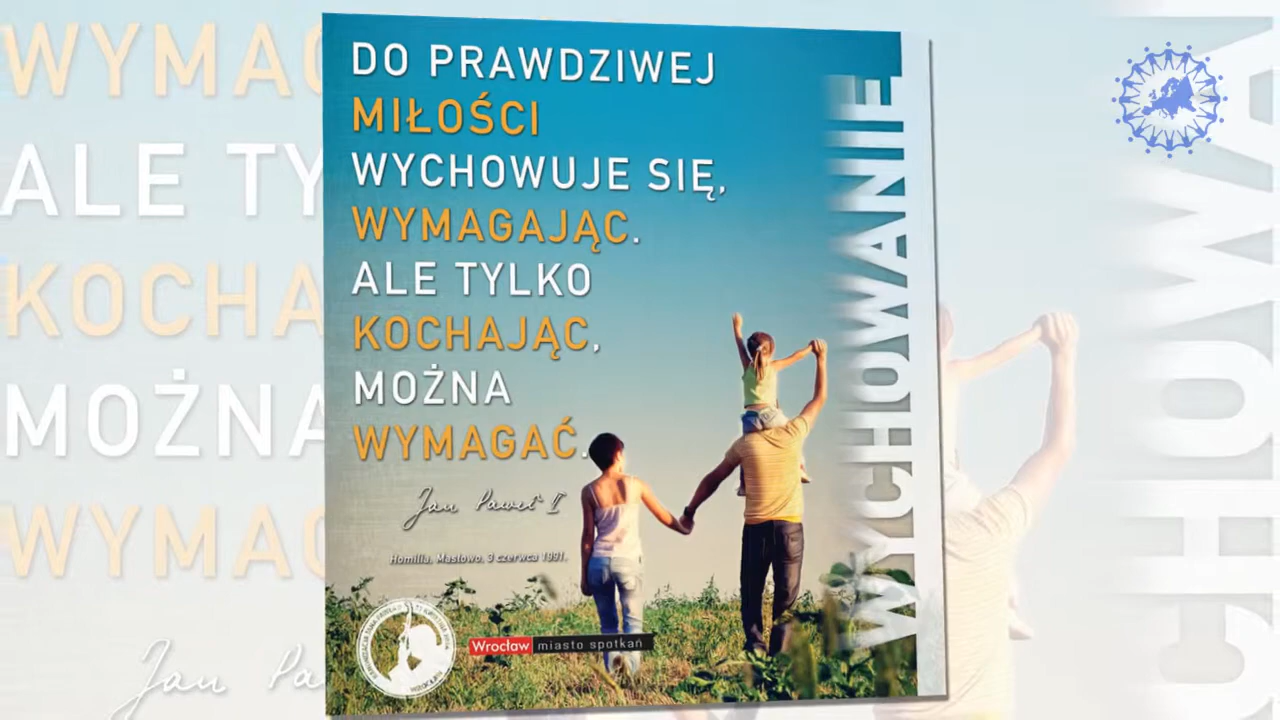 DO PRAWDZIWEJ
MIŁOŚCI
WYCHOWUJE SIĘ,
WYMAGAJĄC.
ALE TYLKO
KOCHAJĄC,
MOŻNA
WYMAGAĆ.
Jan Paweł II
Homilia. Masłowo, 3 czerwca 1991.
Wrocław miasto spotkań
WYCHOWANIE
WYMAG
ALE TY
KOCHA
MOŻNA
WYMAG
Jan Pa
CHOWA